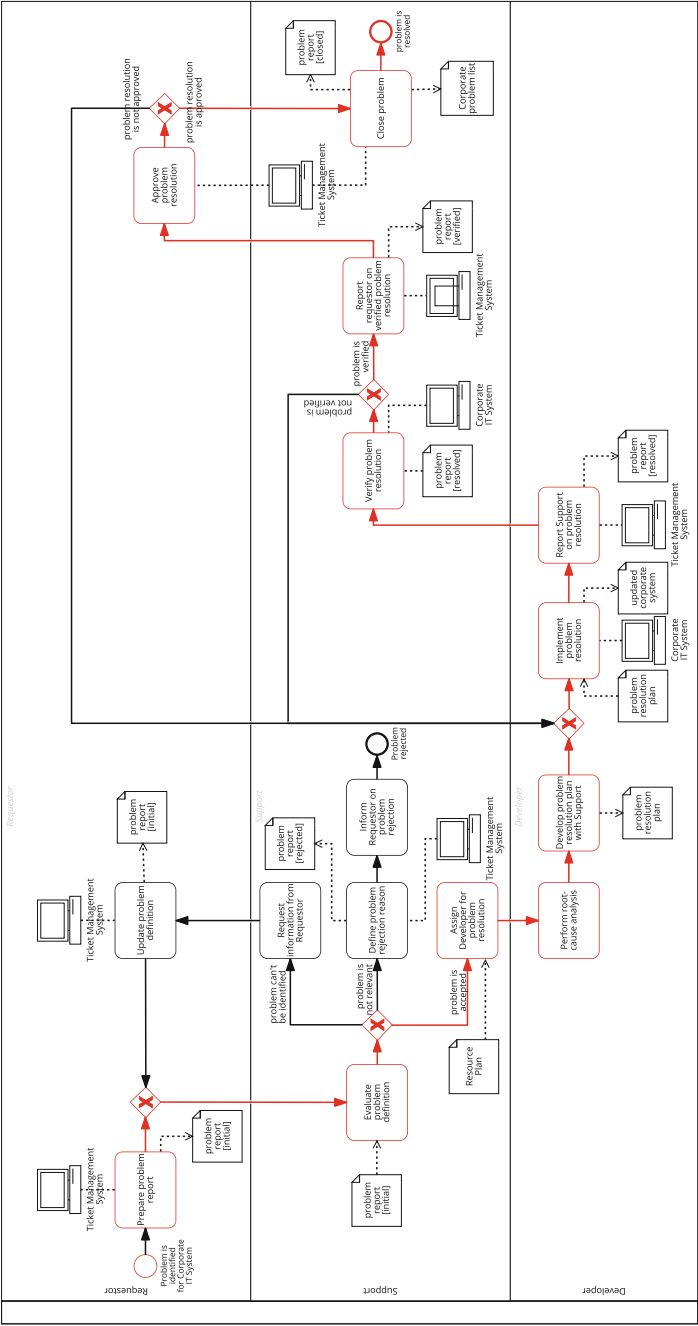 Requestor
Problem is
identified
for Corporate
IT System
Prepare problem
report
Ticket Management
System
problem
report
[initial]
Update problem
definition
Ticket Management
System
problem
report
[initial]
Approve
problem
resolution
problem resolution
is not approved
problem resolution
is approved
Ticket Management
System
Requestor
Support
problem
report
[initial]
Evaluate
problem
definition
problem can't
be identified
problem is
not relevant
problem is
accepted
Resource
Plan
Request
information from
Requestor
Define problem
rejection reason
Assign
Developer for
problem
resolution
problem
report
[rejected]
Ticket Management
System
Inform
Requestor on
problem
rejection
Problem
rejected
Verify problem
resolution
problem
report
[resolved]
Corporate
IT System
problem is
not verified
problem is
verified
Report
requestor on
verified problem
resolution
Ticket Management
System
problem
report
[verified]
Close problem
problem
report
[closed]
Corporate
problem list
problem is
resolved
Support
Developer
Perform root-
cause analysis
Develop problem
resolution plan
with Support
problem
resolution
plan
problem
resolution
plan
Implement
problem
resolution
Corporate
IT System
updated
corporate
system
Report Support
on problem
resolution
Ticket Management
System
problem
report
[resolved]
Developer